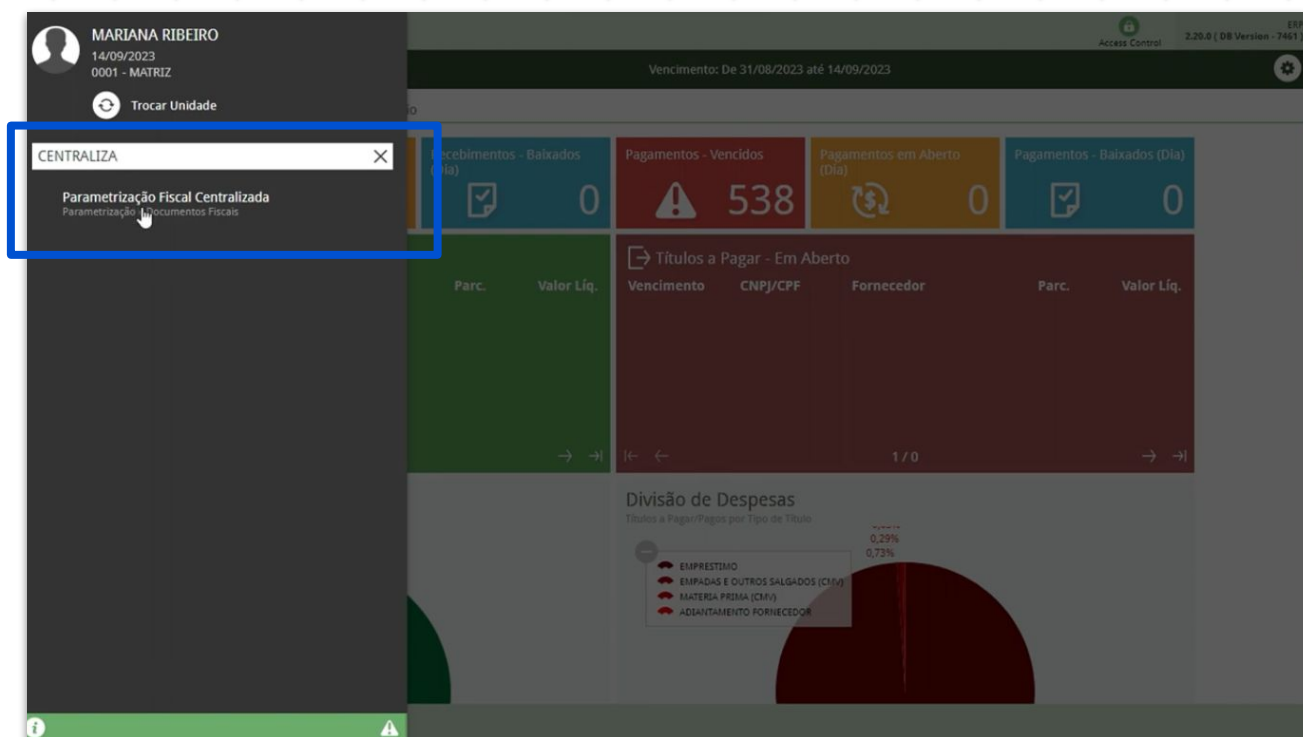 MARIANA RIBEIRO
14/09/2023
0001 - MATRIZ
Trocar Unidade
CENTRALIZA
Parametrização Fiscal Centralizada
Parametrização - Documentos Fiscais
Access Control
ERP
2.20.0 ( DB Version - 7461 )
Vencimento: De 31/08/2023 até 14/09/2023
io
Recebimentos - Baixados
(Dia)
0
Pagamentos - Vencidos
538
Pagamentos em Aberto
(Dia)
0
Pagamentos - Baixados (Dia)
0
Parc. Valor Líq.
Títulos a Pagar - Em Aberto
Vencimento CNPJ/CPF Fornecedor Parc. Valor Líq.
1 / 0
Divisão de Despesas
Títulos a Pagar/Pagos por Tipo de Título
0,29%
0,73%
EMPRESTIMO
EMPADAS E OUTROS SALGADOS (CMV)
MATERIA PRIMA (CMV)
ADIANTAMENTO FORNECEDOR